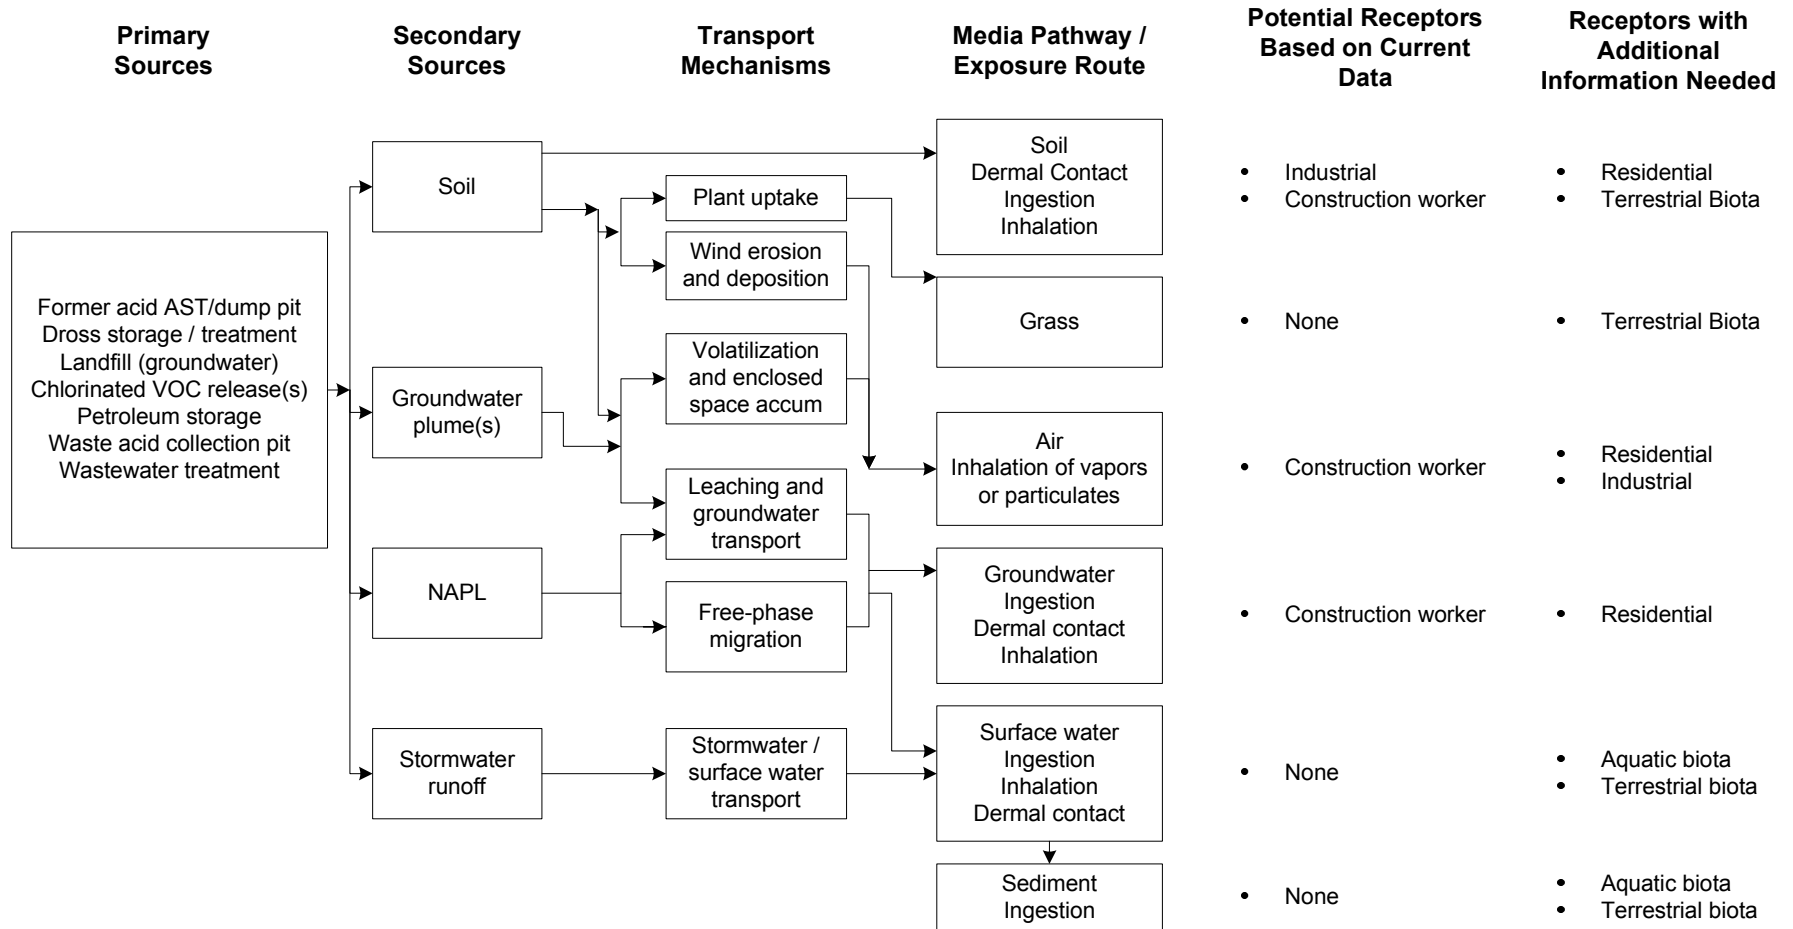 Primary
Sources
Secondary
Sources
Transport
Mechanisms
Media Pathway /
Exposure Route
Potential Receptors
Based on Current
Data
Receptors with
Additional
Information Needed
Former acid AST/dump pit
Dross storage / treatment
Landfill (groundwater)
Chlorinated VOC release(s)
Petroleum storage
Waste acid collection pit
Wastewater treatment
Soil
Groundwater
plume(s)
NAPL
Stormwater
runoff
Plant uptake
Wind erosion
and deposition
Volatilization
and enclosed
space accum
Leaching and
groundwater
transport
Free-phase
migration
Stormwater /
surface water
transport
Soil
Dermal Contact
Ingestion
Inhalation
• Industrial
• Construction worker
• Residential
• Terrestrial Biota
Grass
• None
• Terrestrial Biota
Air
Inhalation of vapors
or particulates
• Construction worker
• Residential
• Industrial
Groundwater
Ingestion
Dermal contact
Inhalation
• Construction worker
• Residential
Surface water
Ingestion
Inhalation
Dermal contact
• None
• Aquatic biota
• Terrestrial biota
Sediment
Ingestion
• None
• Aquatic biota
• Terrestrial biota